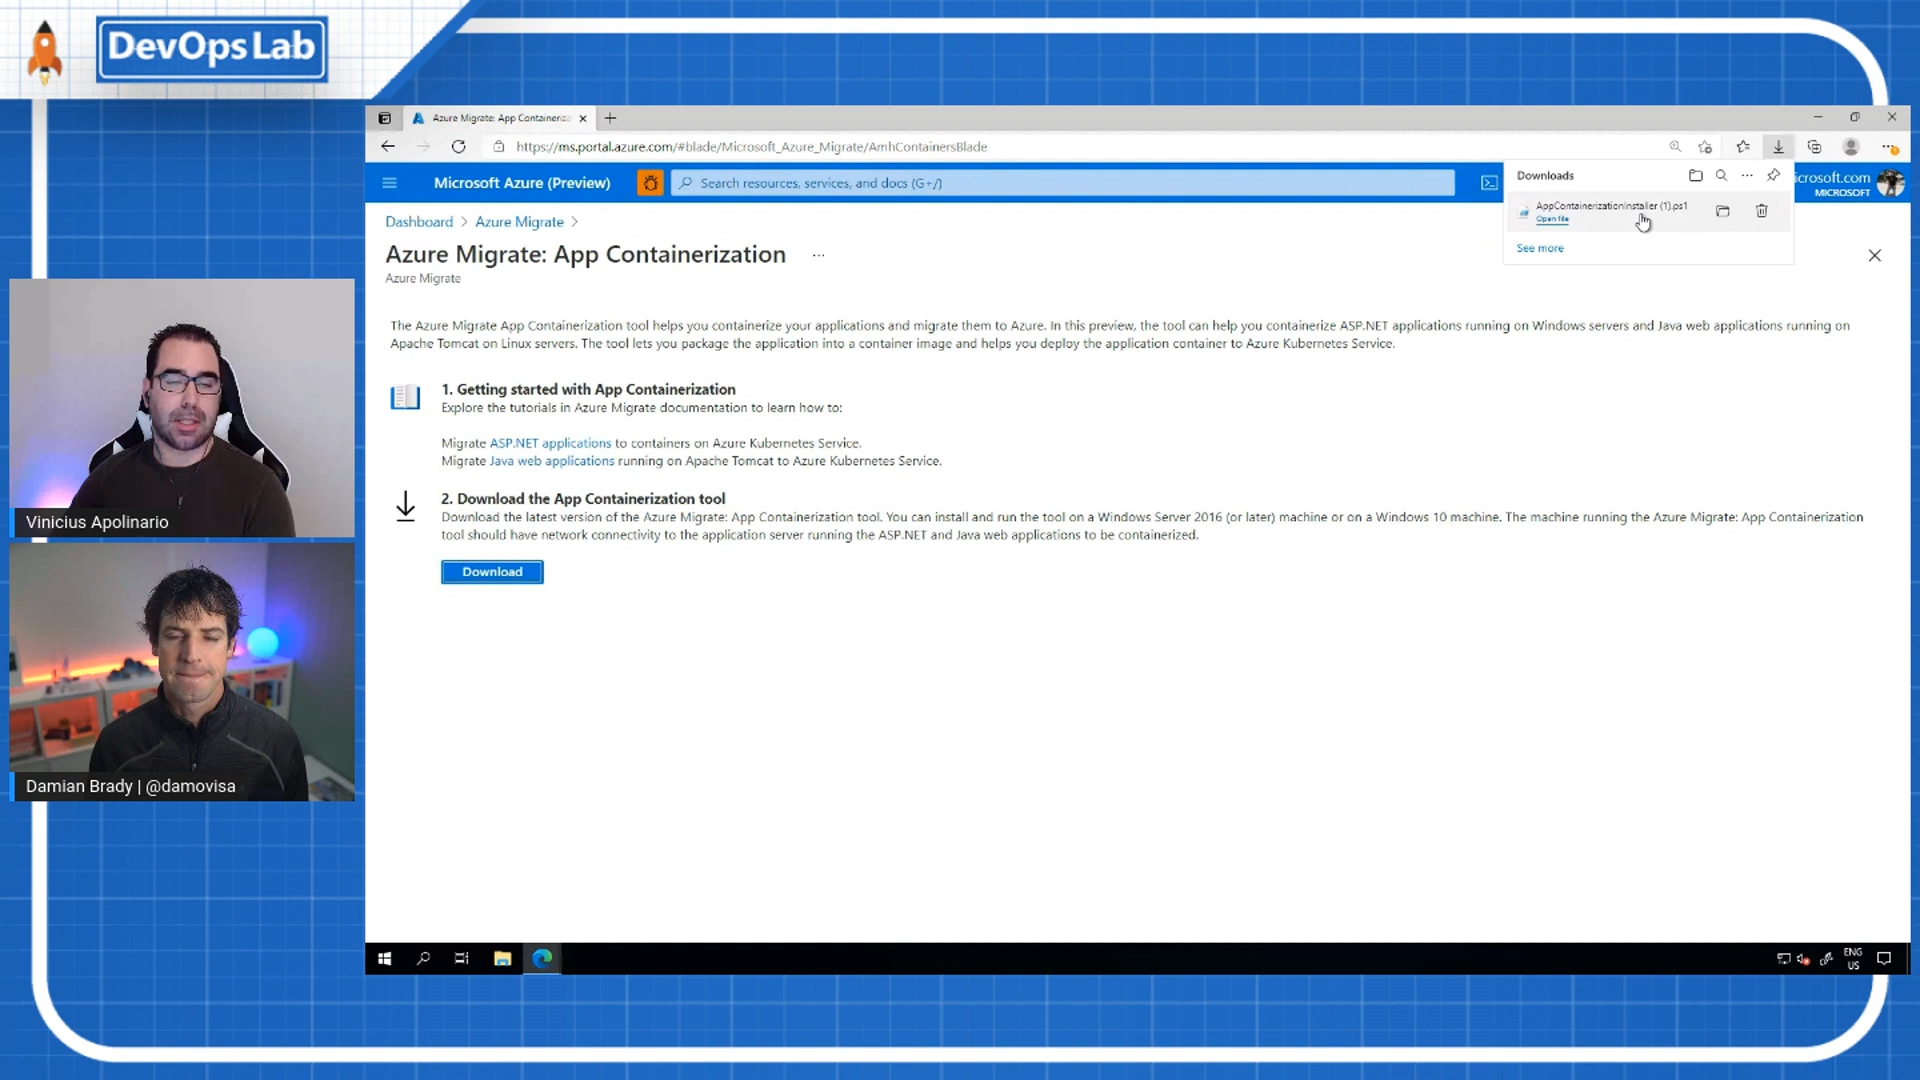 DevOps Lab
Azure Migrate: App Containeriz
https://ms.portal.azure.com/#blade/Microsoft_Azure_Migrate/AmhContainersBlade
Microsoft Azure (Preview)
Search resources, services, and docs (G+/)
icrosoft.com
MICROSOFT
Downloads
AppContainerizationInstaller (1).ps1
Open file
See more
Dashboard > Azure Migrate >
Azure Migrate: App Containerization ...
Azure Migrate
The Azure Migrate App Containerization tool helps you containerize your applications and migrate them to Azure. In this preview, the tool can help you containerize ASP.NET applications running on Windows servers and Java web applications running on
Apache Tomcat on Linux servers. The tool lets you package the application into a container image and helps you deploy the application container to Azure Kubernetes Service.
1. Getting started with App Containerization
Explore the tutorials in Azure Migrate documentation to learn how to:
Migrate ASP.NET applications to containers on Azure Kubernetes Service.
Migrate Java web applications running on Apache Tomcat to Azure Kubernetes Service.
2. Download the App Containerization tool
Download the latest version of the Azure Migrate: App Containerization tool. You can install and run the tool on a Windows Server 2016 (or later) machine or on a Windows 10 machine. The machine running the Azure Migrate: App Containerization
tool should have network connectivity to the application server running the ASP.NET and Java web applications to be containerized.
Download
Vinicius Apolinario
Damian Brady | @damovisa
ENG
US